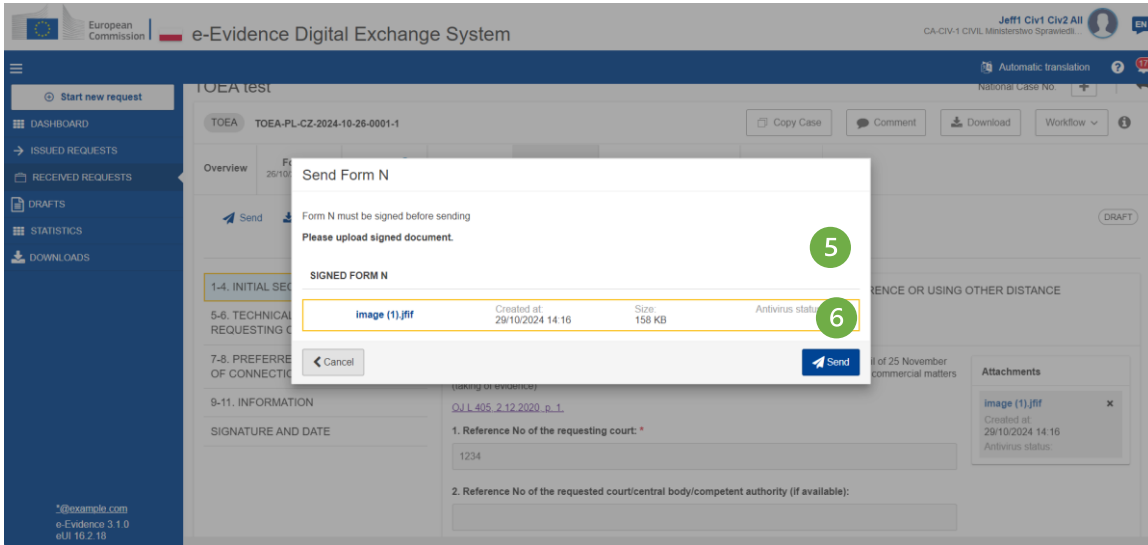 European
Commission
e-Evidence Digital Exchange System
Jeff1 Civ1 Civ2 All
CA-CIV-1 CIVIL Ministerstwo Sprawiedli...
EN
Automatic translation
17
Start new request
DASHBOARD
ISSUED REQUESTS
RECEIVED REQUESTS
DRAFTS
STATISTICS
DOWNLOADS
*@example.com
e-Evidence 3.1.0
eUI 16.2.18
TOEA test
National Case No.
TOEA TOEA-PL-CZ-2024-10-26-0001-1
Copy Case
Comment
Download
Workflow
Overview
26/10/
Send
DRAFT
Send Form N
Form N must be signed before sending
Please upload signed document.
5
SIGNED FORM N
image (1).jfif
Created at:
29/10/2024 14:16
Size:
158 KB
Antivirus status
6
Cancel
Send
1-4. INITIAL SEC
5-6. TECHNICAL
REQUESTING C
7-8. PREFERRE
OF CONNECTIO
9-11. INFORMATION
SIGNATURE AND DATE
RENCE OR USING OTHER DISTANCE
il of 25 November
commercial matters
(taking of evidence)
OJ L 405, 2.12.2020, p. 1.
1. Reference No of the requesting court: *
1234
2. Reference No of the requested court/central body/competent authority (if available):
Attachments
image (1).jfif x
Created at:
29/10/2024 14:16
Antivirus status: